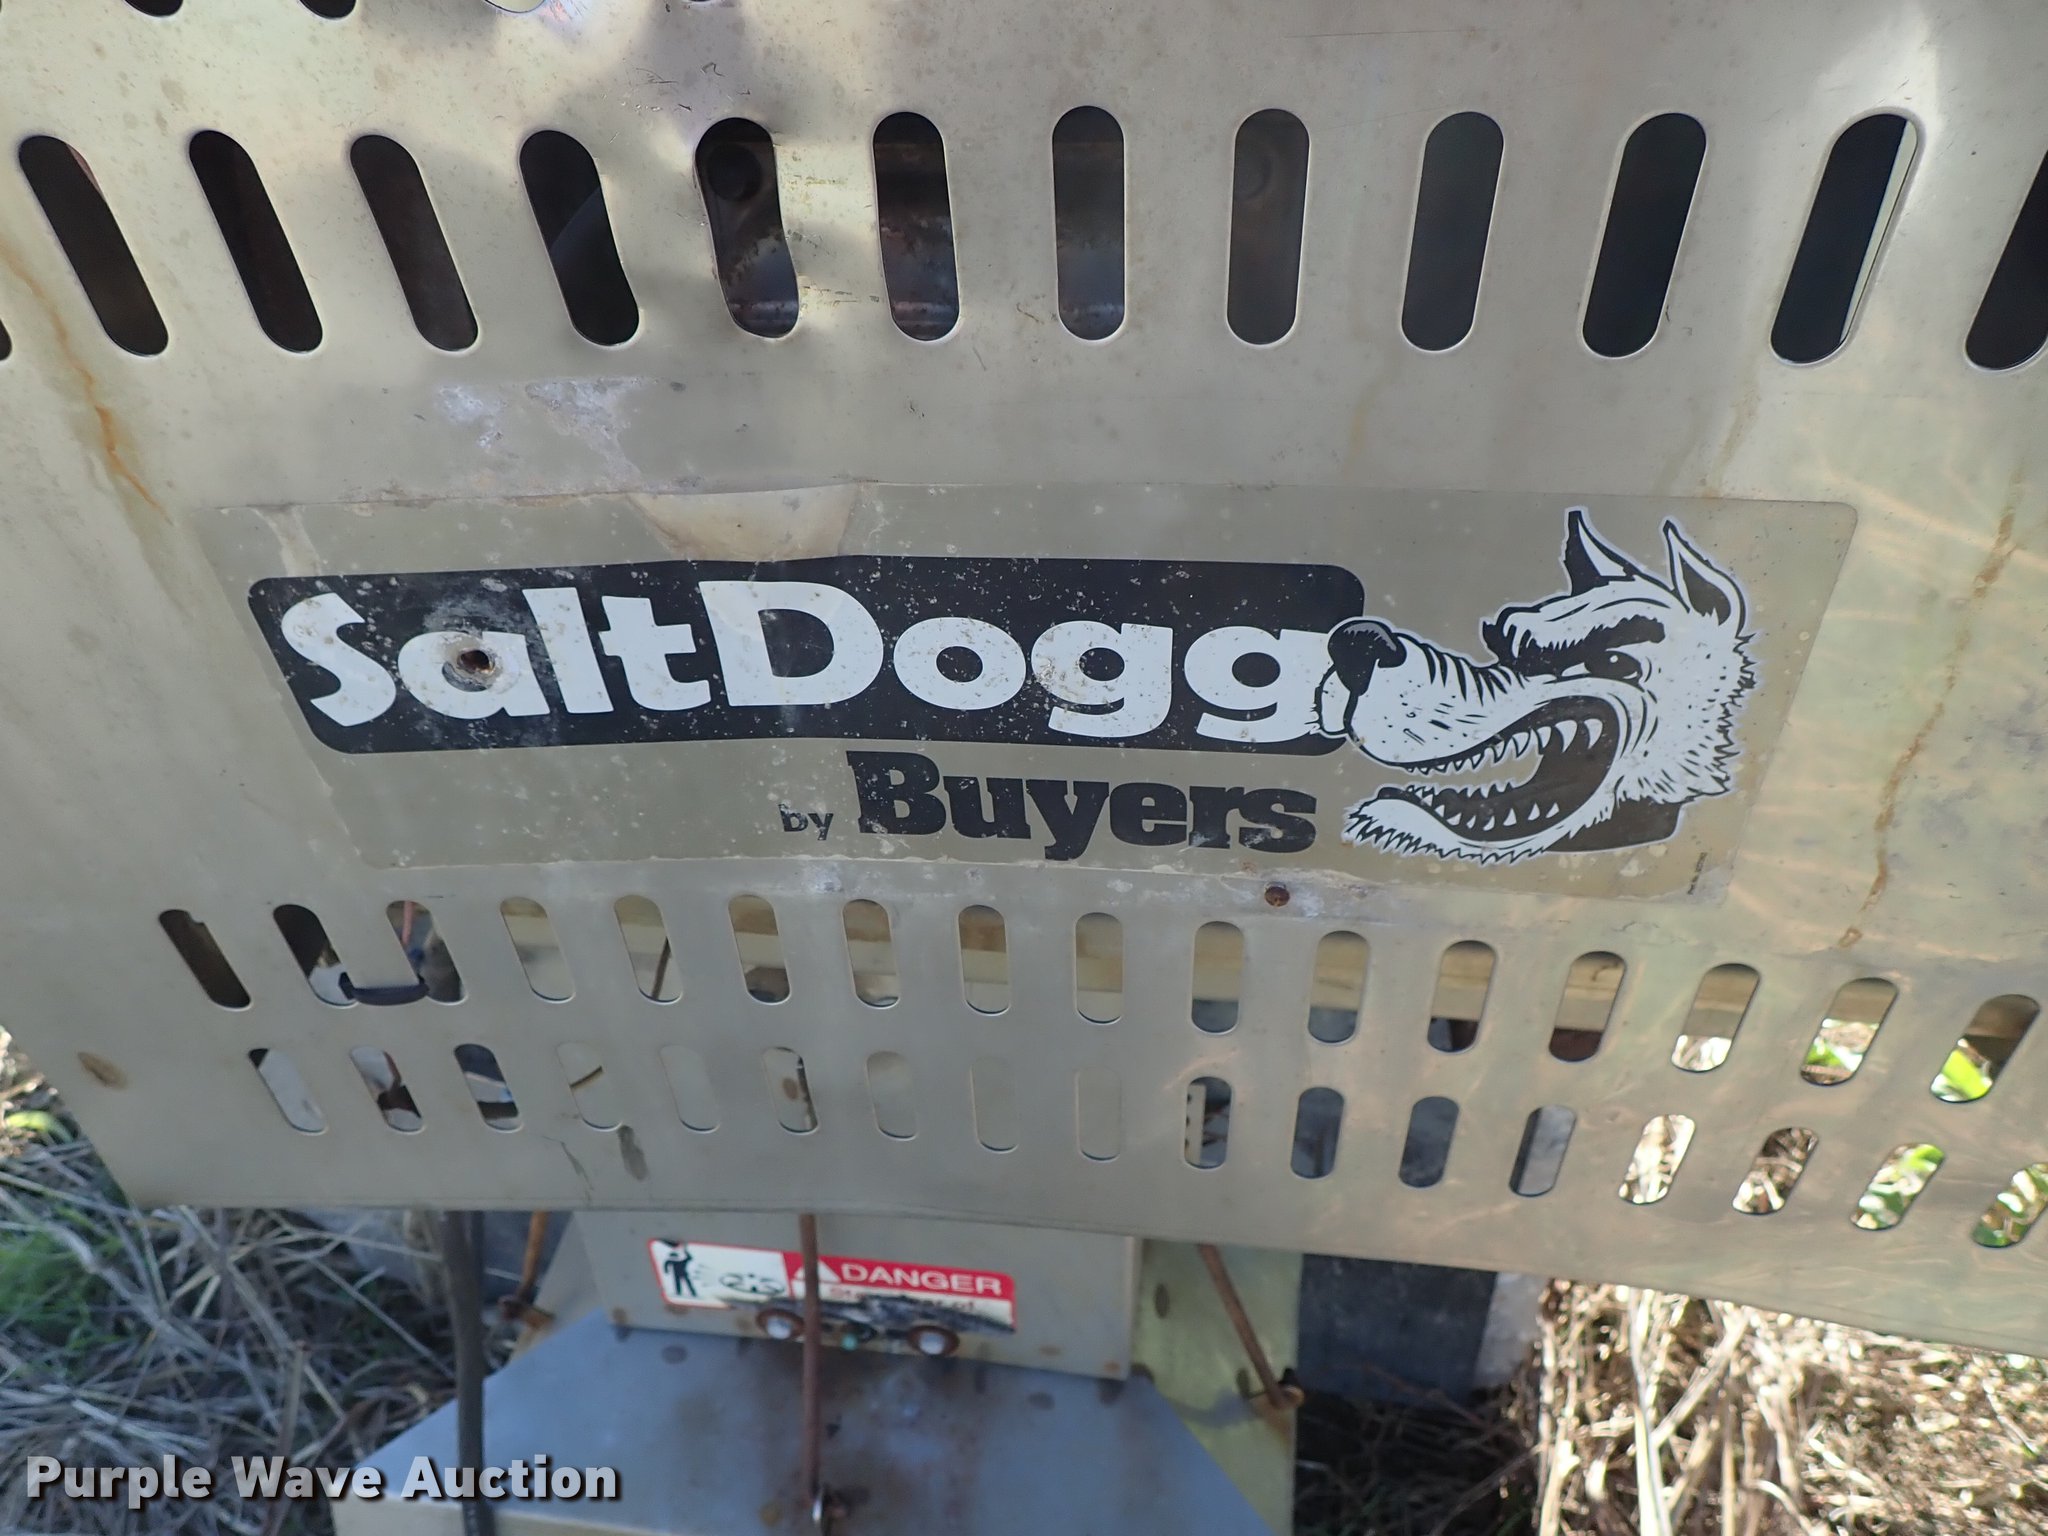 SaltDogg
by Buyers
DANGER
Purple Wave Auction